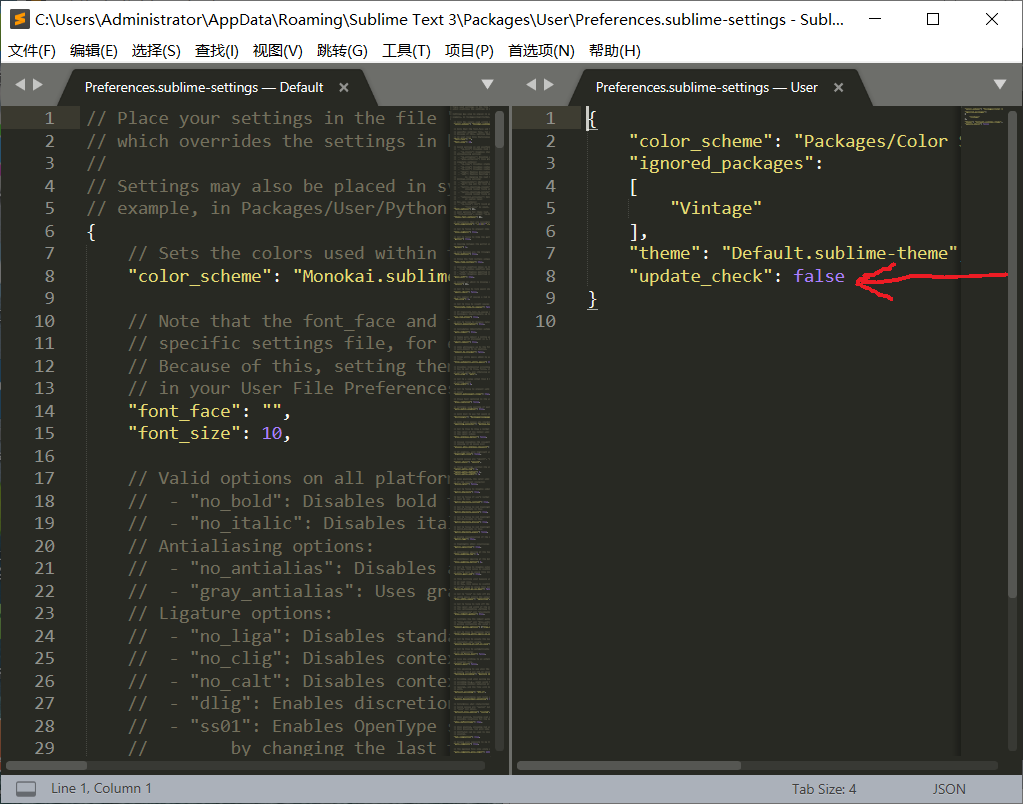 C:\Users\Administrator\AppData\Roaming\Sublime Text 3\Packages\User\Preferences.sublime-settings - Subl...
文件(F) 编辑(E) 选择(S) 查找(I) 视图(V) 跳转(G) 工具(T) 项目(P) 首选项(N) 帮助(H)
Preferences.sublime-settings — Default
1 // Place your settings in the file
2 // which overrides the settings in
3 //
4 // Settings may also be placed in
5 // example, in Packages/User/Python
6 {
7 // Sets the colors used within
8 "color_scheme": "Monokai.sublime
9
10 // Note that the font_face and
11 // specific settings file, for
12 // Because of this, setting
13 // in your User File Preference
14 "font_face": "",
15 "font_size": 10,
16
17 // Valid options on all
18 // - "no_bold": Disables bold
19 // - "no_italic": Disables
20 // Antialiasing options:
21 // - "no_antialias": Disables
22 // - "gray_antialias": Uses
23 // Ligature options:
24 // - "no_liga": Disables
25 // - "no_clig": Disables
26 // - "no_calt": Disables
27 // - "dlig": Enables
28 // - "ss01": Enables OpenType
29 // by changing the last
Preferences.sublime-settings — User
1 {
2 "color_scheme": "Packages/Color
3 "ignored_packages":
4 [
5 "Vintage"
6 ],
7 "theme": "Default.sublime-theme"
8 "update_check": false
9 }
10
Line 1, Column 1
Tab Size: 4
JSON